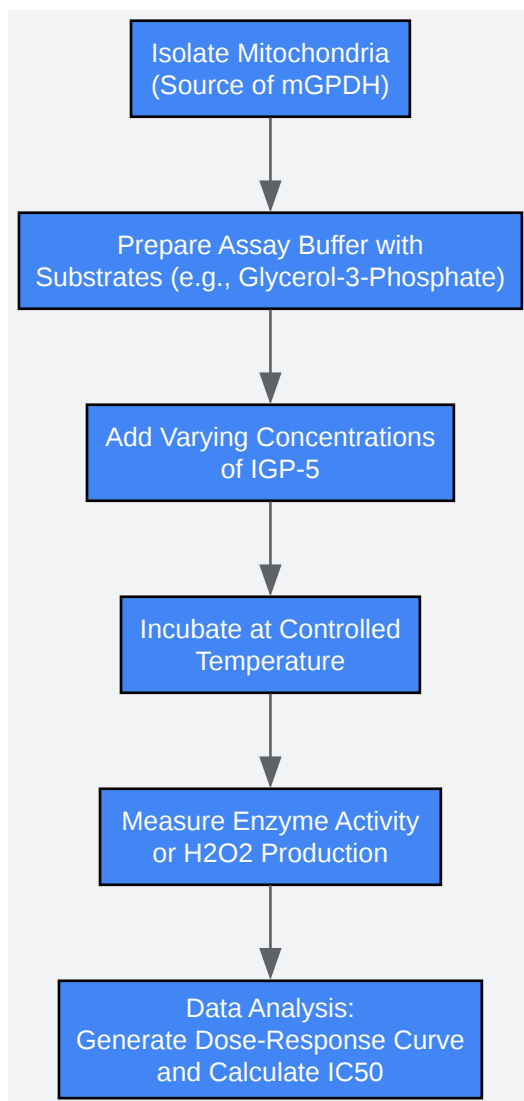 Isolate Mitochondria
(Source of mGPDH)
Prepare Assay Buffer with
Substrates (e.g., Glycerol-3-Phosphate)
Add Varying Concentrations
of IGP-5
Incubate at Controlled
Temperature
Measure Enzyme Activity
or H2O2 Production
Data Analysis:
Generate Dose-Response Curve
and Calculate IC50